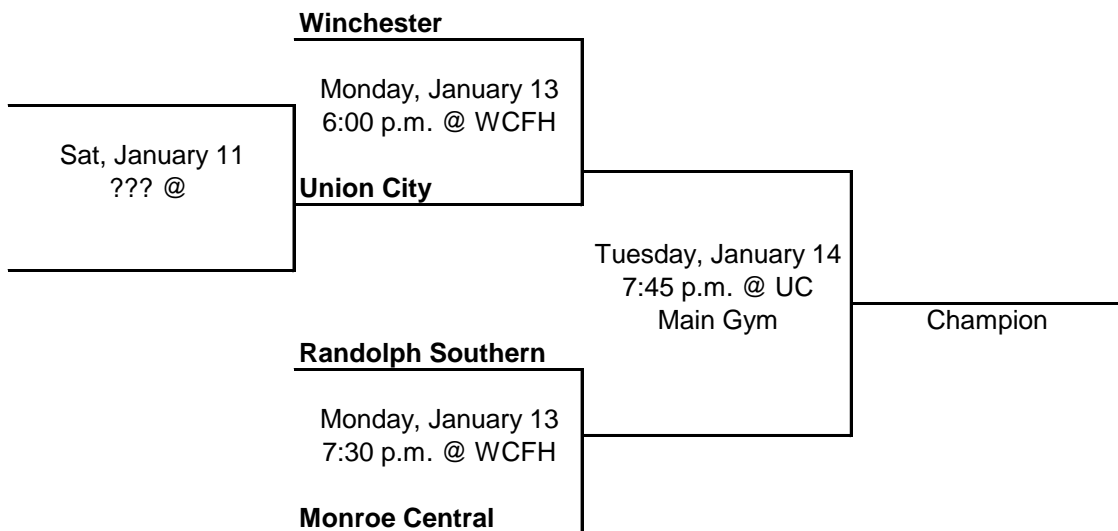 Winchester
Monday, January 13
6:00 p.m. @ WCFH
Sat, January 11
??? @
Union City
Tuesday, January 14
7:45 p.m. @ UC
Main Gym
Champion
Randolph Southern
Monday, January 13
7:30 p.m. @ WCFH
Monroe Central